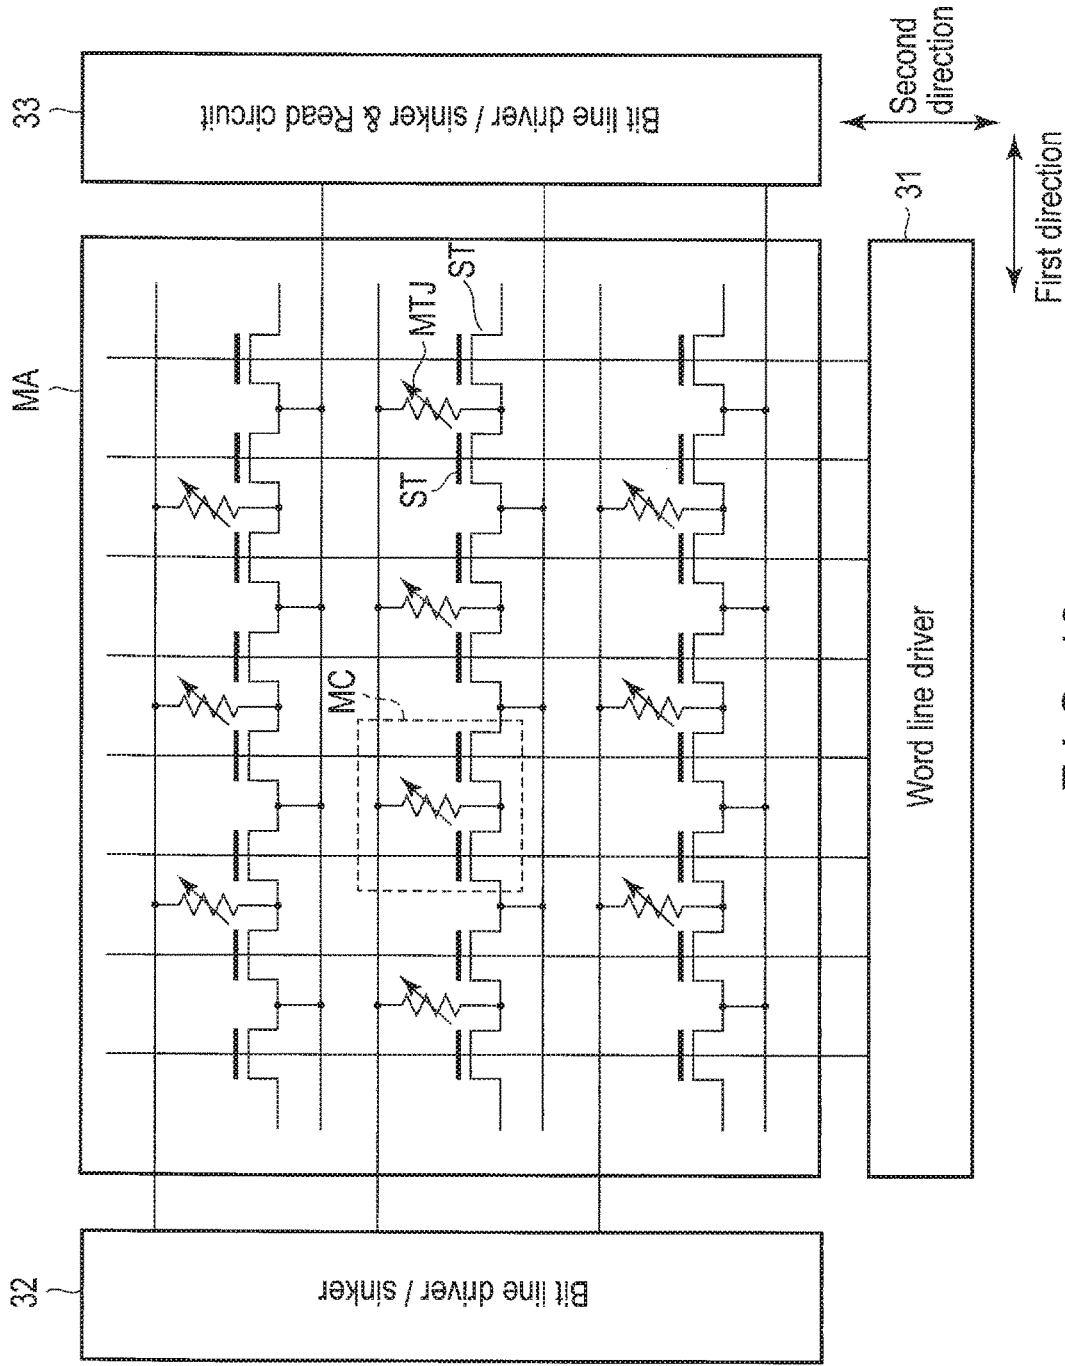 33
Bit line driver / sinker & Read circuit
Second
direction
First direction
MA
31
ST
MTJ
ST
MC
Word line driver
32
Bit line driver / sinker